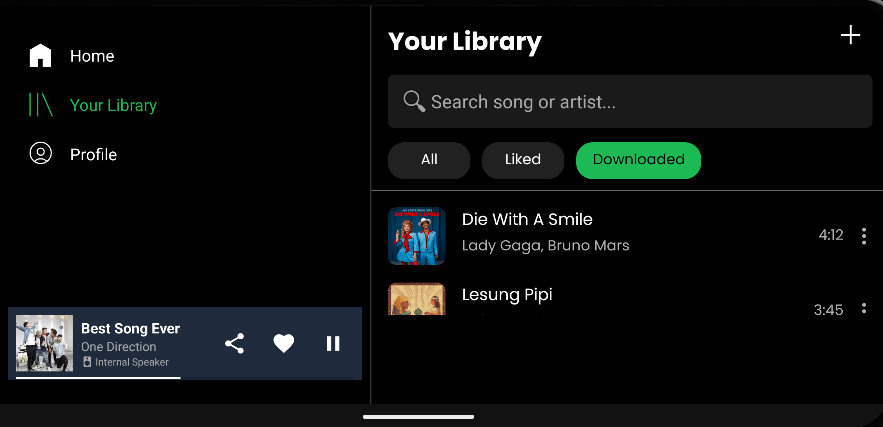 Home
Your Library
Profile
Best Song Ever
One Direction
Internal Speaker
Your Library
Search song or artist...
All
Liked
Downloaded
Die With A Smile
Lady Gaga, Bruno Mars
4:12
Lesung Pipi
3:45